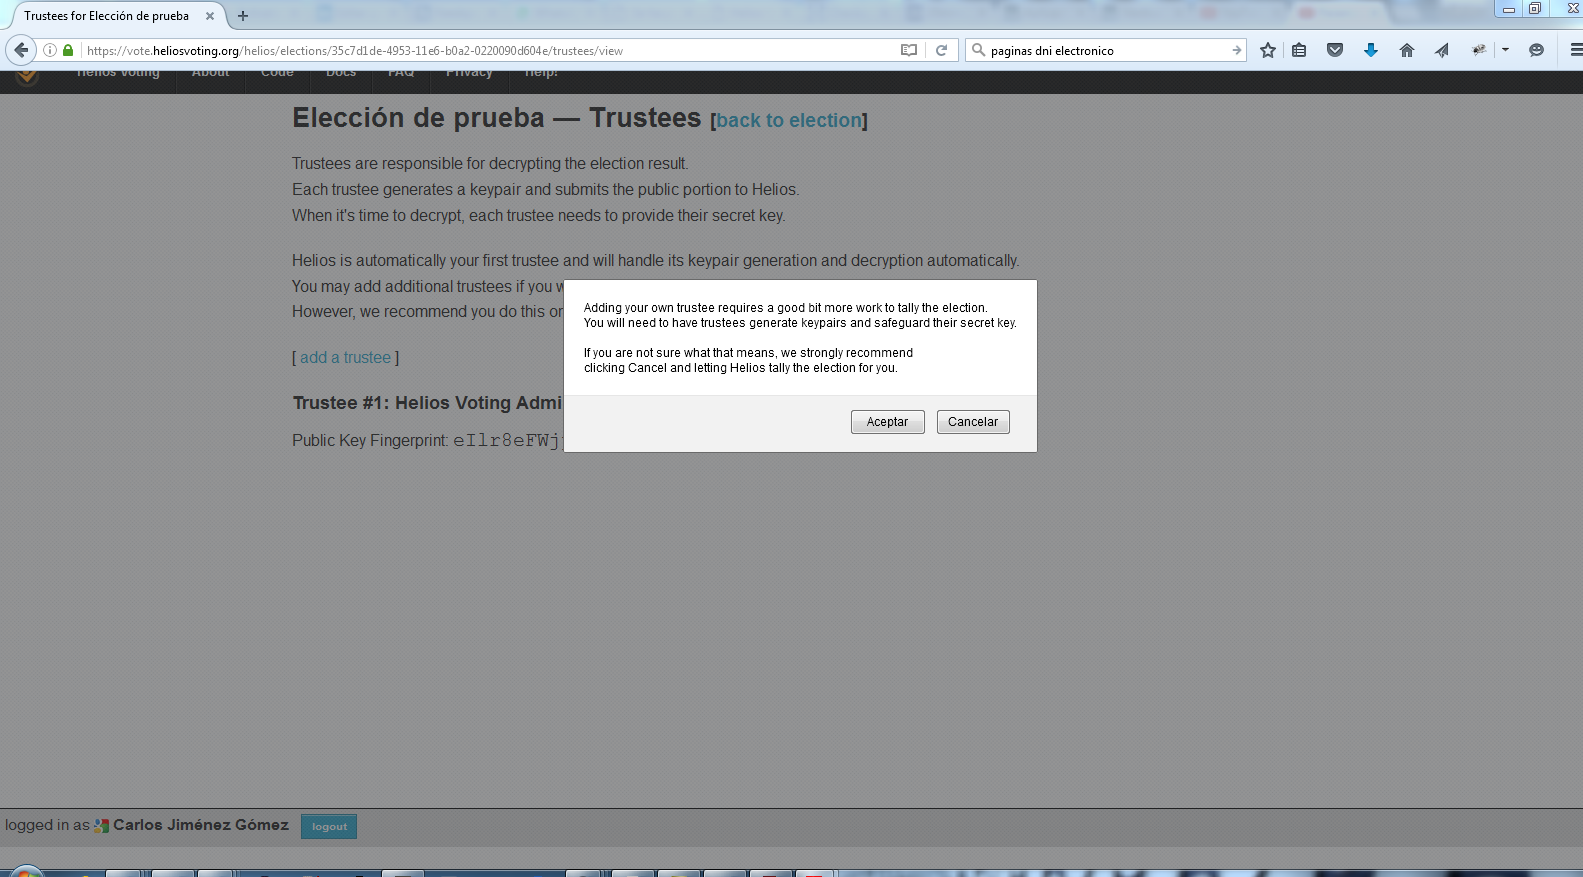 Trustees for Elección de prueba
https://vote.heliosvoting.org/helios/elections/35c7d1de-4953-11e6-b0a2-0220090d604e/trustees/view
paginas dni electronico
Helios Voting About Code Docs FAQ Privacy Help!
Elección de prueba — Trustees [back to election]
Trustees are responsible for decrypting the election result.
Each trustee generates a keypair and submits the public portion to Helios.
When it's time to decrypt, each trustee needs to provide their secret key.
Helios is automatically your first trustee and will handle its keypair generation and decryption automatically.
You may add additional trustees if you w
However, we recommend you do this or
[ add a trustee ]
Trustee #1: Helios Voting Admi
Public Key Fingerprint: eIlr8eFWj
Adding your own trustee requires a good bit more work to tally the election.
You will need to have trustees generate keypairs and safeguard their secret key.
If you are not sure what that means, we strongly recommend
clicking Cancel and letting Helios tally the election for you.
Aceptar Cancelar
logged in as Carlos Jiménez Gómez logout